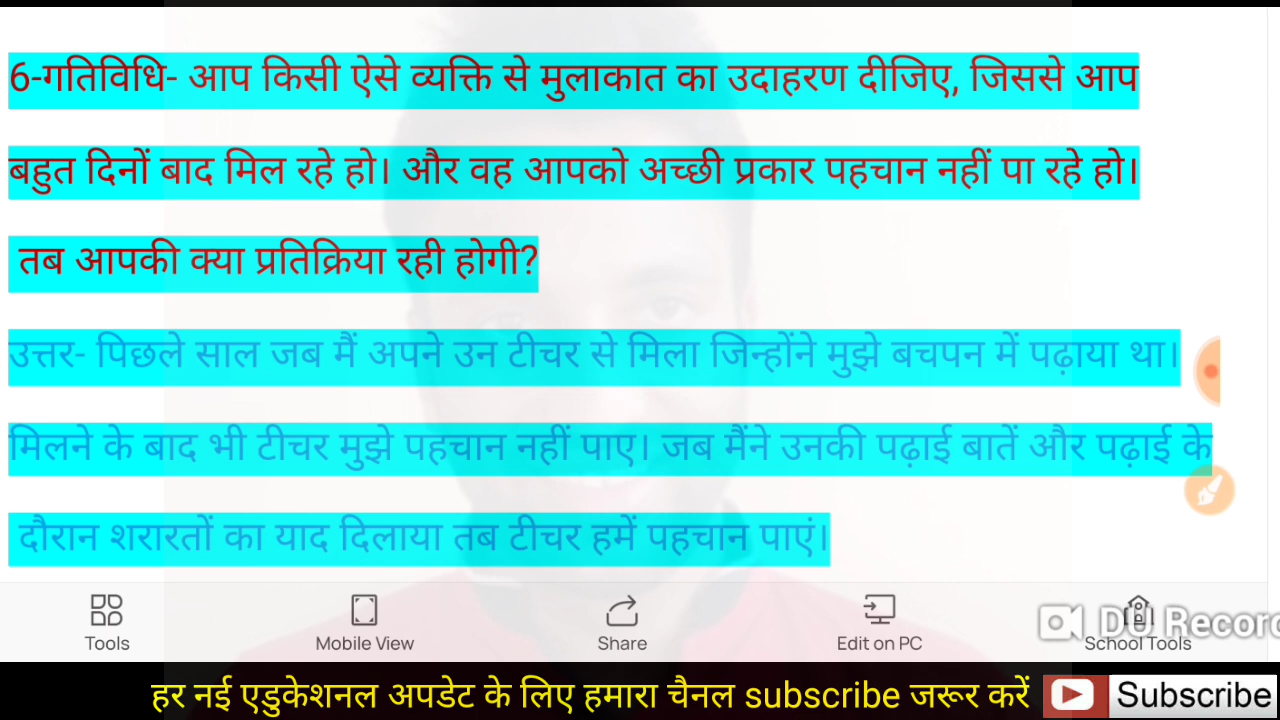 6-गतिविधि- आप किसी ऐसे व्यक्ति से मुलाकात का उदाहरण दीजिए, जिससे आप
बहुत दिनों बाद मिल रहे हो। और वह आपको अच्छी प्रकार पहचान नहीं पा रहे हो।
तब आपकी क्या प्रतिक्रिया रही होगी?
उत्तर- पिछले साल जब मैं अपने उन टीचर से मिला जिन्होंने मुझे बचपन में पढ़ाया था।
मिलने के बाद भी टीचर मुझे पहचान नहीं पाए। जब मैंने उनकी पढ़ाई बातें और पढ़ाई के
दौरान शरारतों का याद दिलाया तब टीचर हमें पहचान पाएं।
Tools Mobile View Share Edit on PC School Tools
DU Recorc
हर नई एडुकेशनल अपडेट के लिए हमारा चैनल subscribe जरूर करें Subscribe